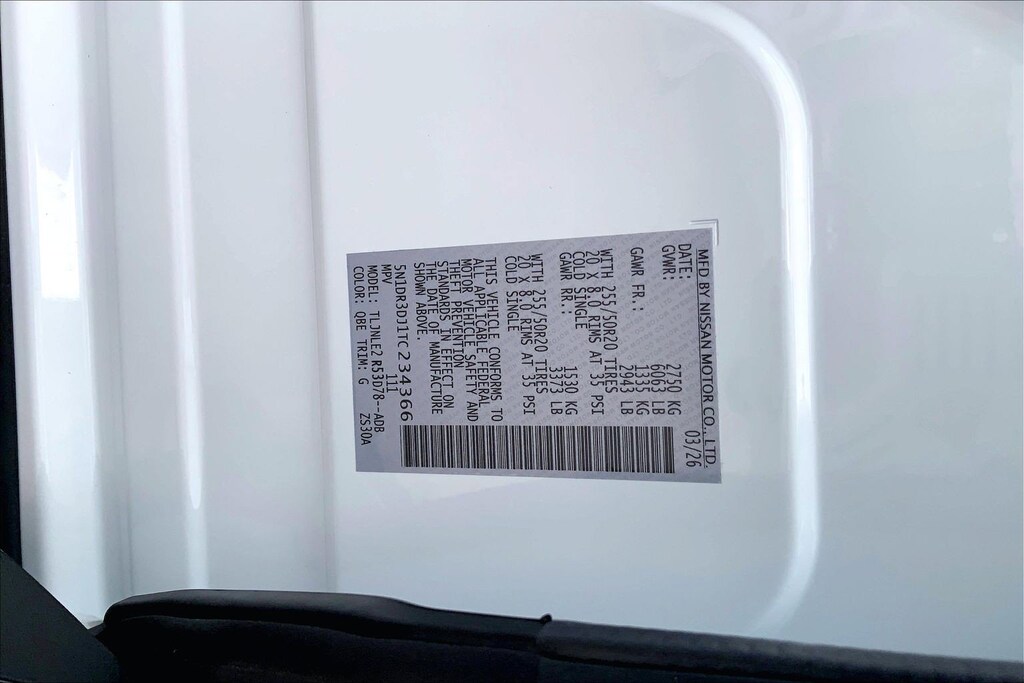 MFD BY NISSAN MOTOR CO., LTD.
DATE: 03/26
GVWR: 2750 KG
6063 LB
GAWR FR.: 1335 KG
2943 LB
WITH 255/50R20 TIRES
20 X 8.0 RIMS AT 35 PSI
COLD SINGLE
GAWR RR.: 1530 KG
3373 LB
WITH 255/50R20 TIRES
20 X 8.0 RIMS AT 35 PSI
COLD SINGLE
THIS VEHICLE CONFORMS TO
ALL APPLICABLE FEDERAL
MOTOR VEHICLE SAFETY AND
THEFT PREVENTION
STANDARDS IN EFFECT ON
THE DATE OF MANUFACTURE
SHOWN ABOVE.
5N1DR3DJ1TC234366
MPV 111
MODEL: TLJNLE2 R53D78--ADB
COLOR: QBE TRIM: G ZS30A